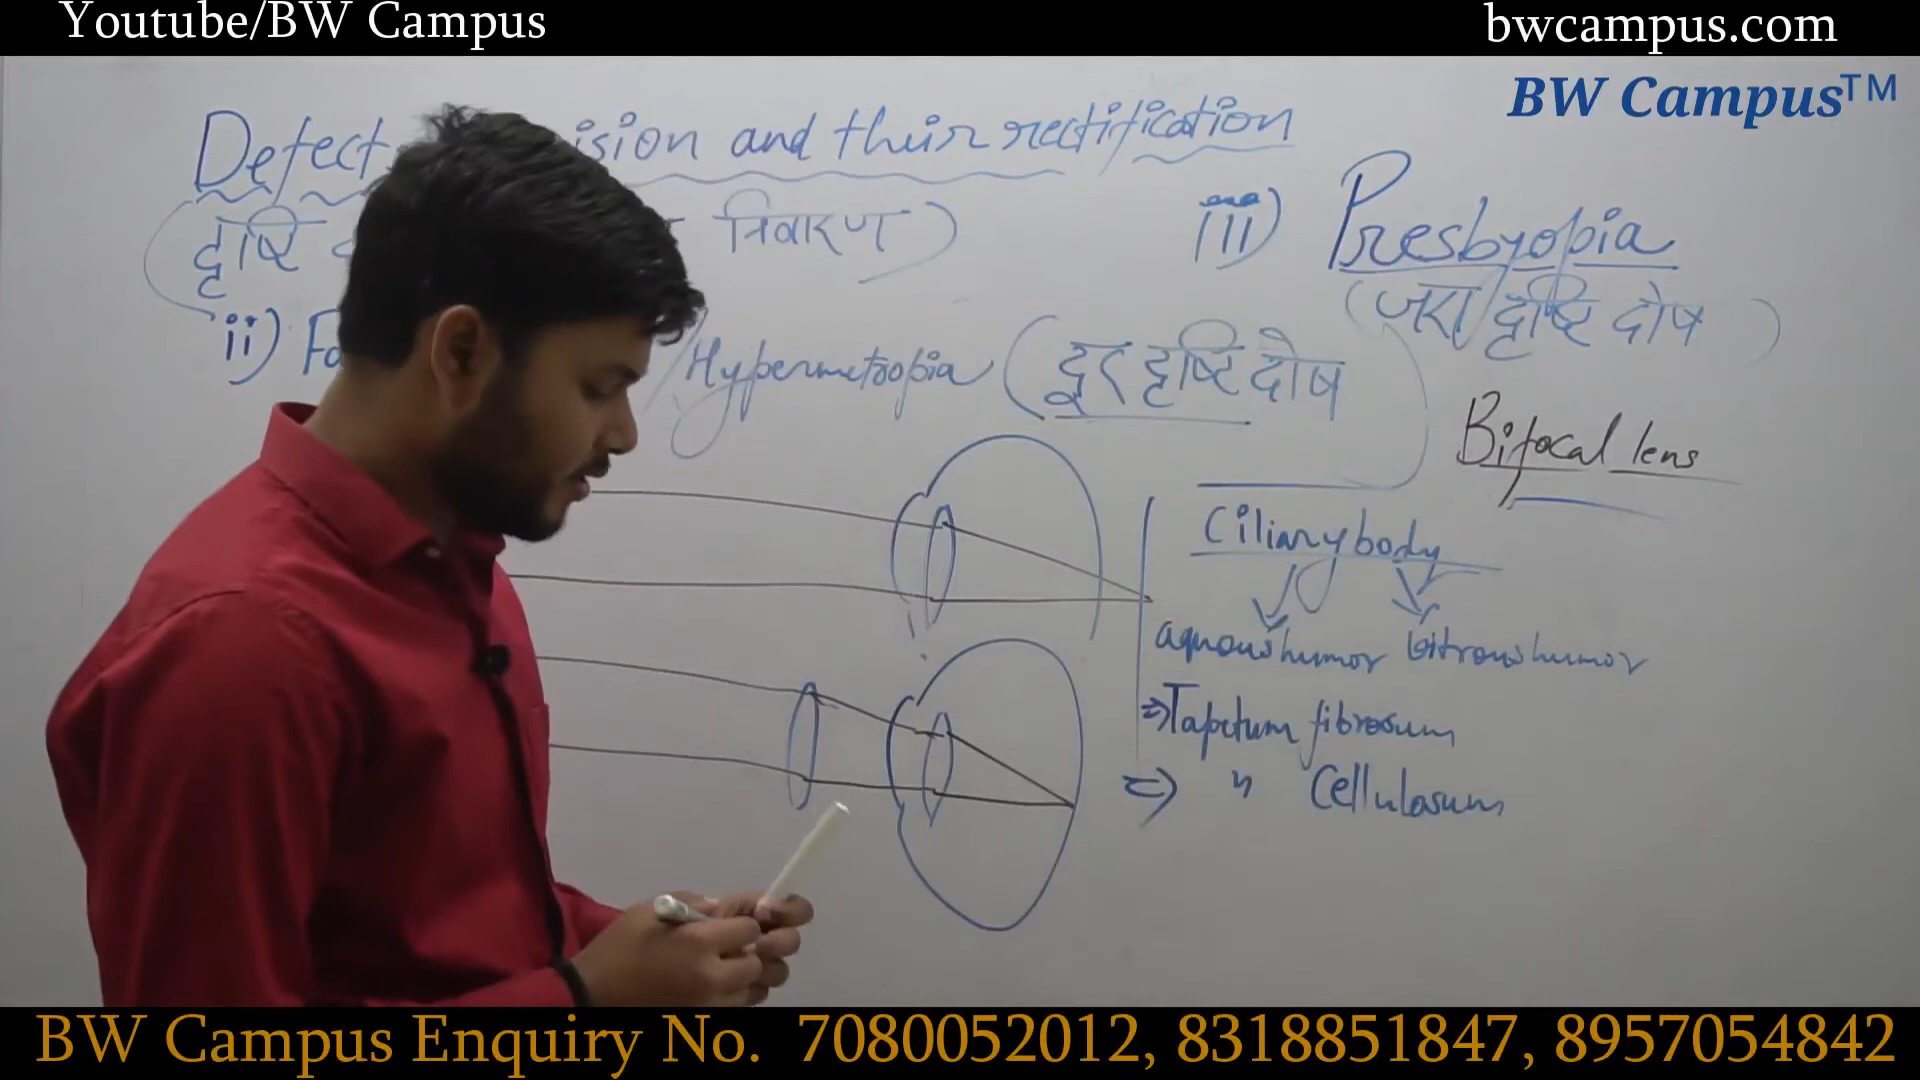 Youtube/BW Campus
bwcampus.com
BW Campus™
Defect ision and their rectification
(दृष्टि निवारण)
iii) Presbyopia
(जरा दृष्टि दोष)
ii) Fa / Hypermetropia (दूर दृष्टि दोष
Bifocal lens
Ciliary body
aquous humor bitrous humor
⇒ Tapetum fibrosum
⇒ " Cellulosum
BW Campus Enquiry No. 7080052012, 8318851847, 8957054842